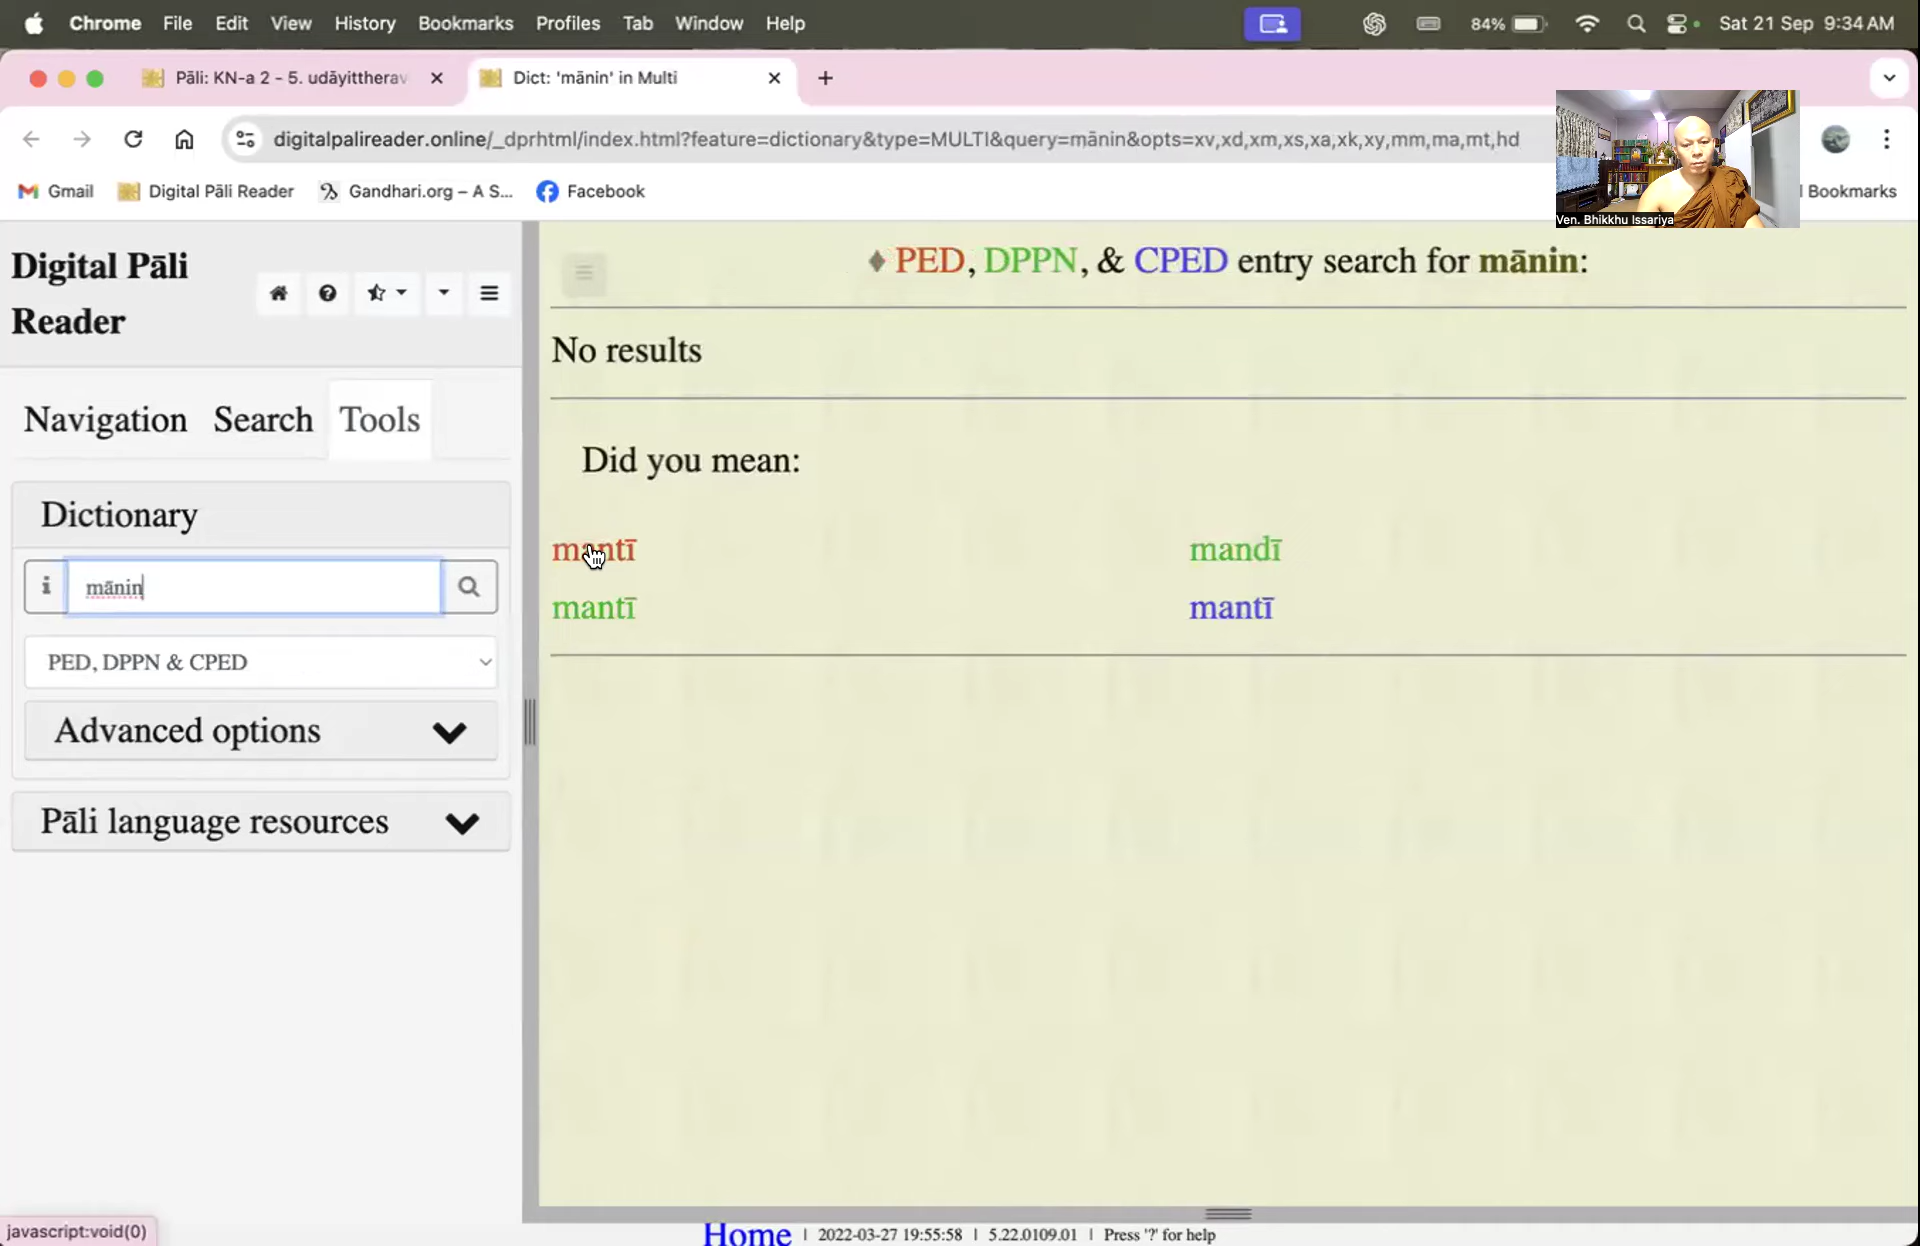 Chrome File Edit View History Bookmarks Profiles Tab Window Help 84% Sat 21 Sep 9:34 AM
Pāli: KN-a 2 - 5. udāyittherav Dict: 'mānin' in Multi
digitalpalireader.online/_dprhtml/index.html?feature=dictionary&type=MULTI&query=mānin&opts=xv,xd,xm,xs,xa,xk,xy,mm,ma,mt,hd
Gmail Digital Pāli Reader Gandhari.org – A S... Facebook Bookmarks
Ven. Bhikkhu Issariya
Digital Pāli
Reader
♦ PED, DPPN, & CPED entry search for mānin:
No results
Navigation Search Tools
Did you mean:
Dictionary
mantī mandī
mānin
mantī mantī
PED, DPPN & CPED
Advanced options
Pāli language resources
javascript:void(0)
Home | 2022-03-27 19:55:58 | 5.22.0109.01 | Press '?' for help